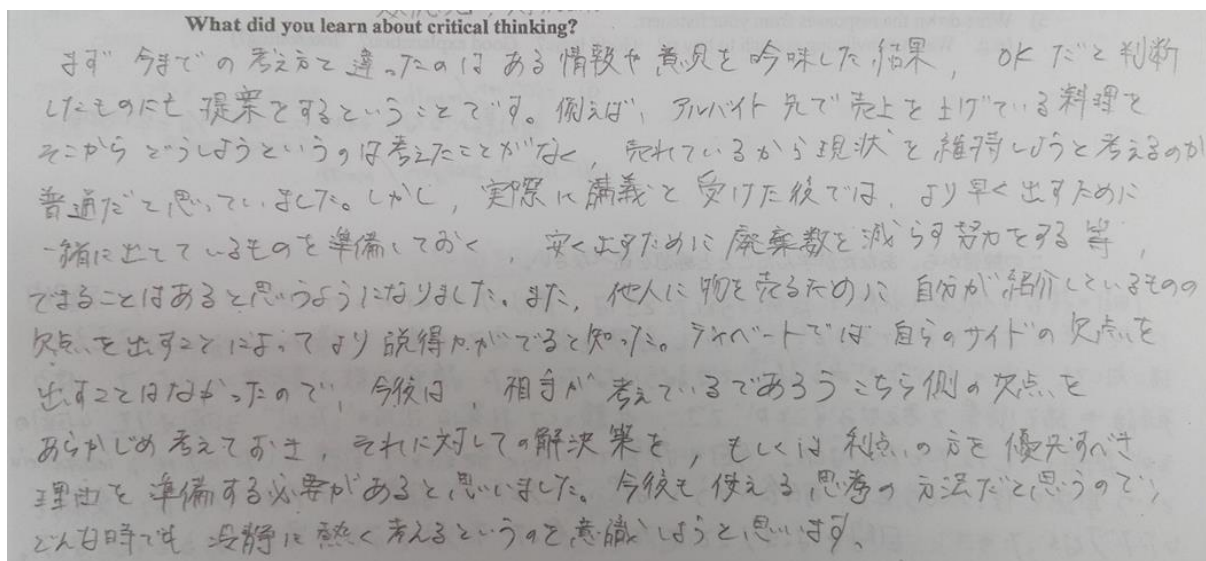 What did you learn about critical thinking?
まず今までの考え方と違ったのはある情報や意見を吟味した結果、OKだと判断
したものにも提案をするということです。例えば、アルバイト先で売上を上げている料理を
そこからどうしようというのは考えたことがなく、売れているから現状を維持しようと考えるのが
普通だと思っていました。しかし、実際に講義を受けた後では、より早く出すために
一緒に出ているものを準備しておく、安く出すために廃棄数を減らす努力をする等、
できることはあると思うようになりました。また、他人に物を売るために自分が紹介しているものの
欠点を出すことによってより説得力がでると知った。ディベートでは自らのサイドの欠点を
出すことはなかったので、今後は、相手が考えているであろうこちら側の欠点を
あらかじめ考えておき、それに対しての解決策を、もしくは利点の方を優先すべき
理由を準備する必要があると思いました。今後も使える思考の方法だと思うので、
どんな時でも冷静に熱く考えるというのを意識しようと思います。